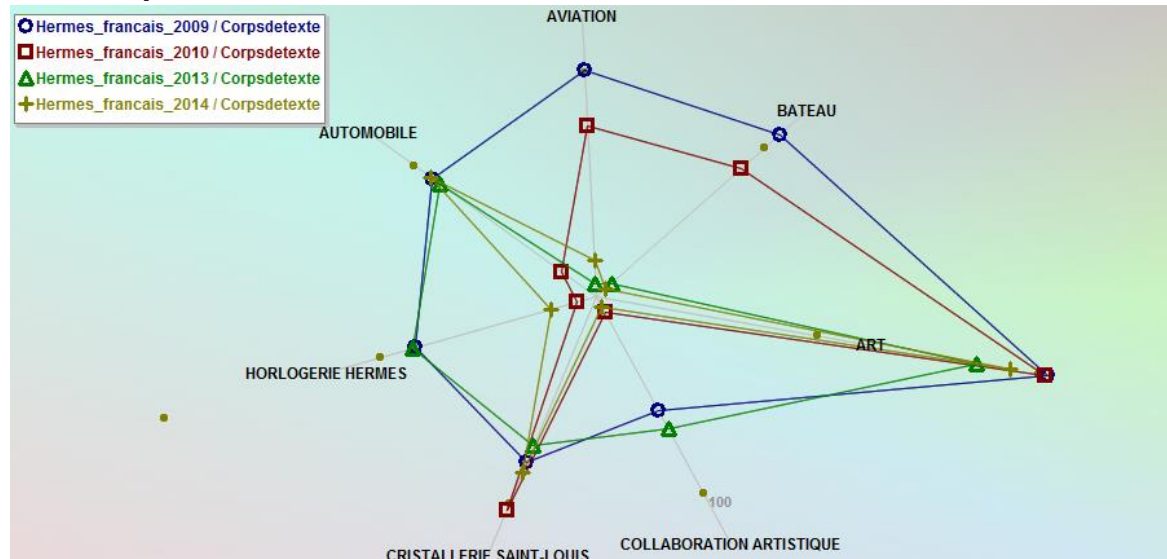 Hermes_francais_2009 / Corpsdetexte
Hermes_francais_2010 / Corpsdetexte
Hermes_francais_2013 / Corpsdetexte
Hermes_francais_2014 / Corpsdetexte
AVIATION
BATEAU
AUTOMOBILE
ART
HORLOGERIE HERMES
100
COLLABORATION ARTISTIQUE
CRISTALLERIE SAINT-LOUIS